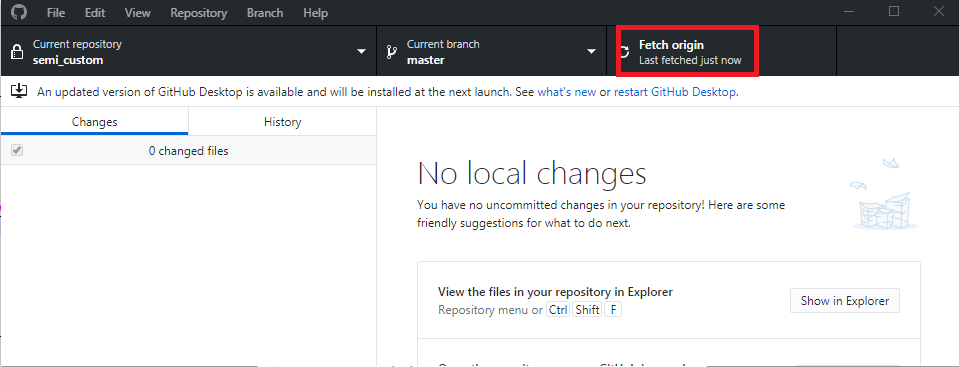 File Edit View Repository Branch Help
Current repository
semi_custom
Current branch
master
Fetch origin
Last fetched just now
An updated version of GitHub Desktop is available and will be installed at the next launch. See what's new or restart GitHub Desktop.
Changes
History
0 changed files
No local changes
You have no uncommitted changes in your repository! Here are some
friendly suggestions for what to do next.
View the files in your repository in Explorer
Repository menu or Ctrl Shift F
Show in Explorer